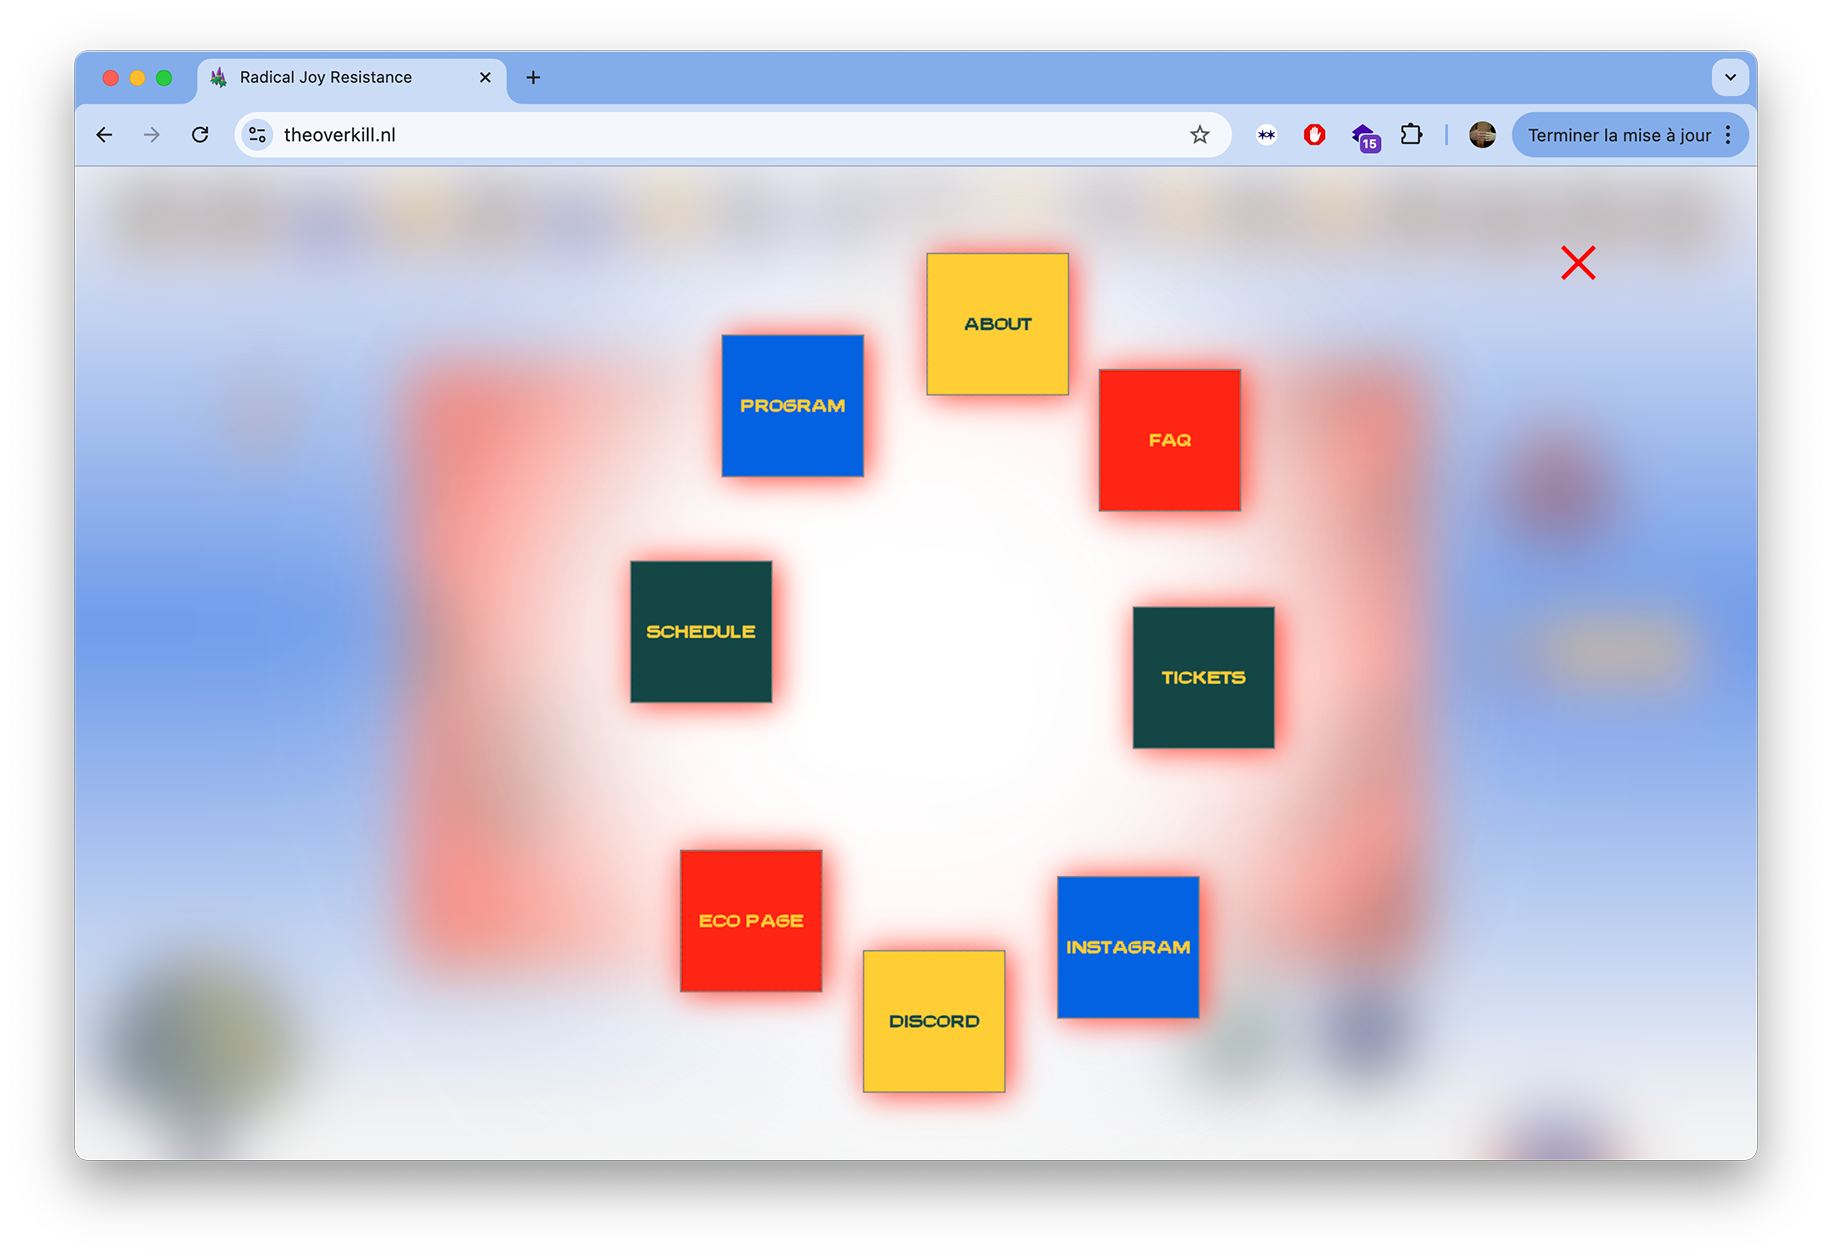 Radical Joy Resistance
theoverkill.nl
15
Terminer la mise à jour
ABOUT
PROGRAM
FAQ
SCHEDULE
TICKETS
ECO PAGE
INSTAGRAM
DISCORD